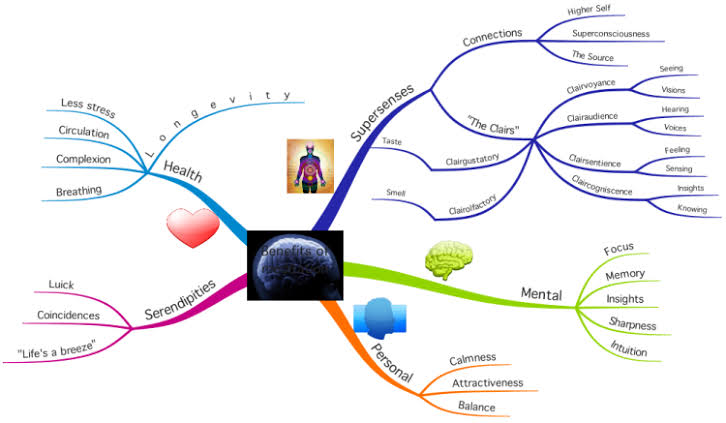 Benefits of
Supersenses
Connections
Higher Self
Superconsciousness
The Source
"The Clairs"
Clairvoyance
Seeing
Visions
Clairaudience
Hearing
Voices
Clairsentience
Feeling
Sensing
Claircogniscence
Insights
Knowing
Clairgustatory
Taste
Clairolfactory
Smell
Mental
Focus
Memory
Insights
Sharpness
Intuition
Personal
Calmness
Attractiveness
Balance
Serendipities
Luick
Coincidences
"Life's a breeze"
Health
Longevity
Less stress
Circulation
Complexion
Breathing